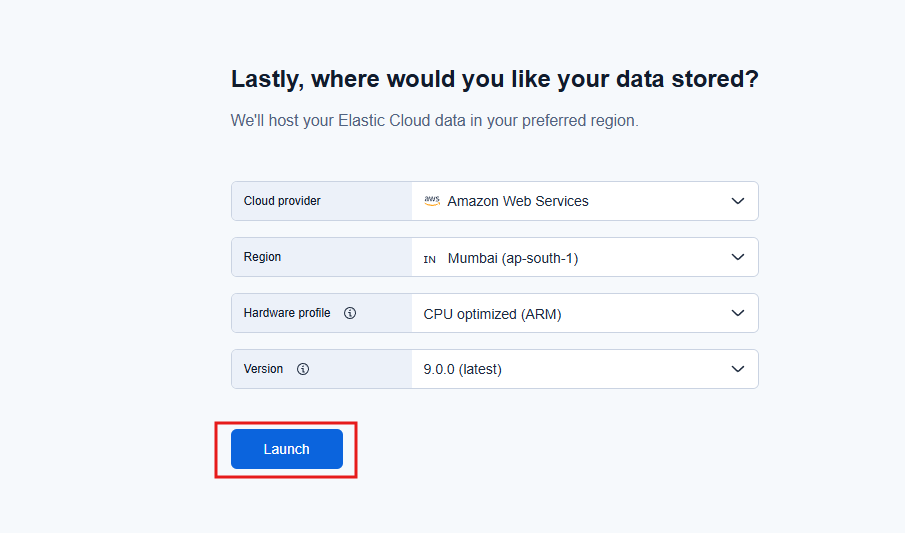 Lastly, where would you like your data stored?
We'll host your Elastic Cloud data in your preferred region.
Cloud provider
aws Amazon Web Services
Region
IN Mumbai (ap-south-1)
Hardware profile
CPU optimized (ARM)
Version
9.0.0 (latest)
Launch